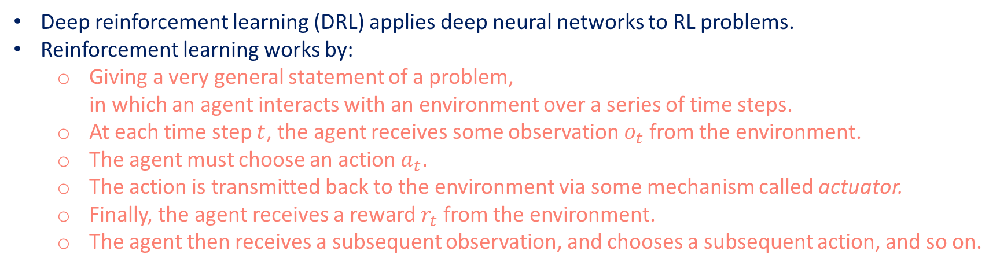 • Deep reinforcement learning (DRL) applies deep neural networks to RL problems.
• Reinforcement learning works by:
o Giving a very general statement of a problem,
in which an agent interacts with an environment over a series of time steps.
o At each time step t, the agent receives some observation oₜ from the environment.
o The agent must choose an action aₜ.
o The action is transmitted back to the environment via some mechanism called actuator.
o Finally, the agent receives a reward rₜ from the environment.
o The agent then receives a subsequent observation, and chooses a subsequent action, and so on.